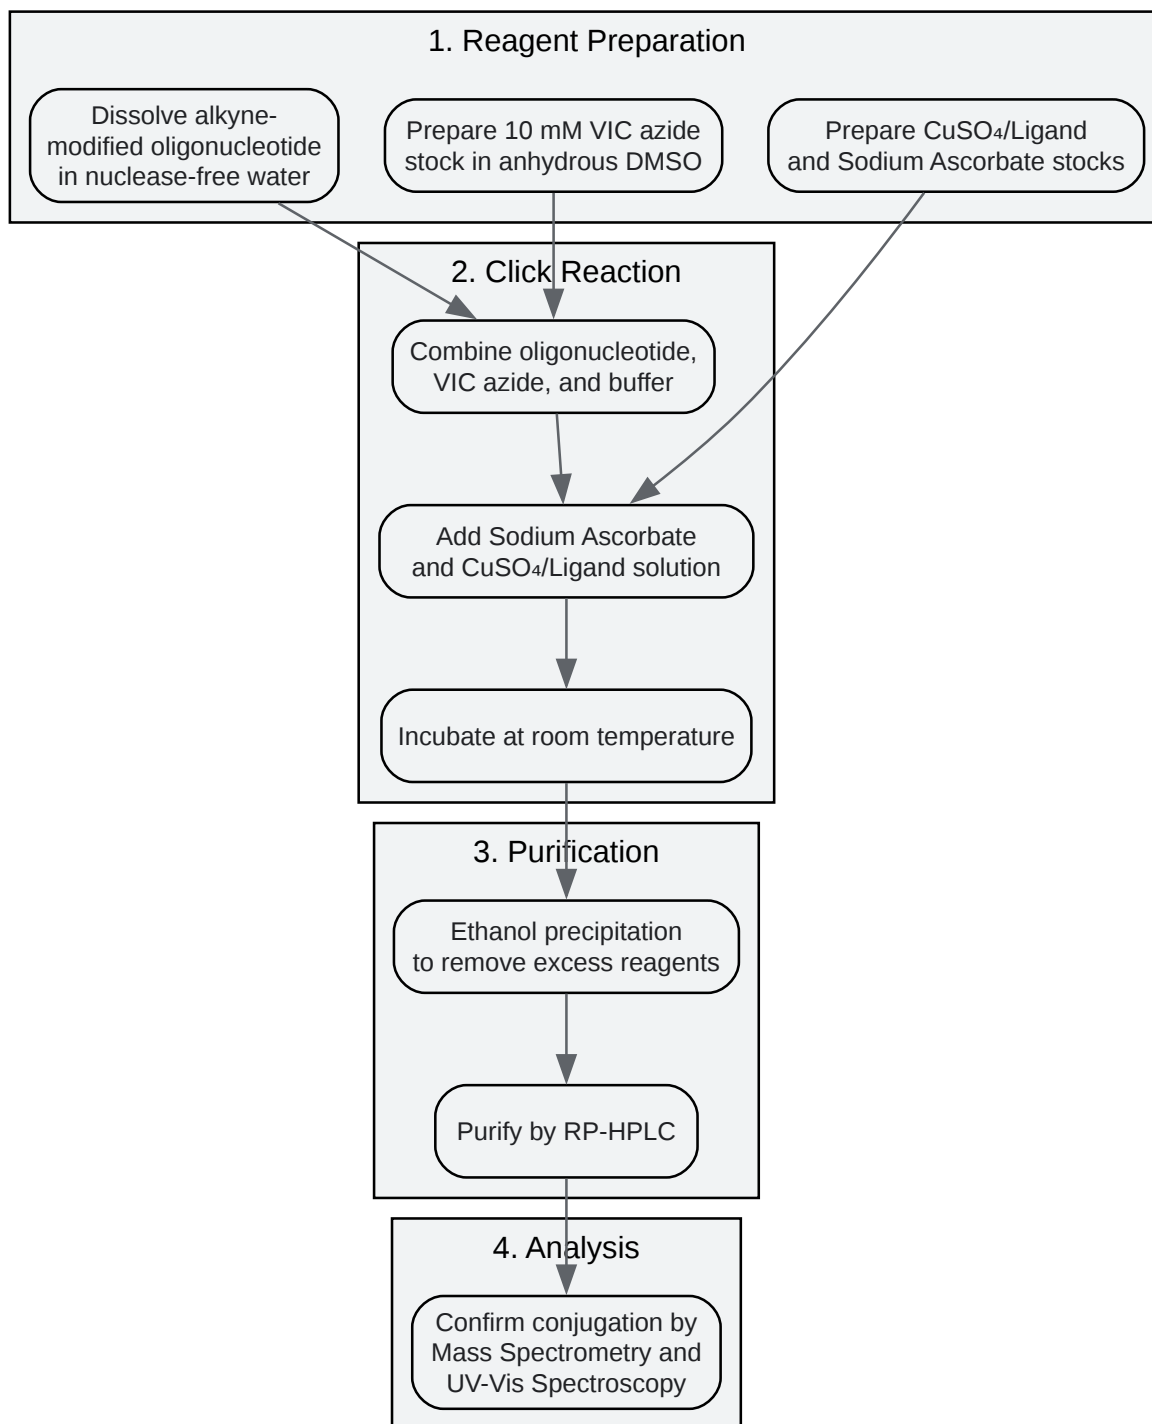 1. Reagent Preparation
Dissolve alkyne-
modified oligonucleotide
in nuclease-free water
Prepare 10 mM VIC azide
stock in anhydrous DMSO
Prepare CuSO₄/Ligand
and Sodium Ascorbate stocks
2. Click Reaction
Combine oligonucleotide,
VIC azide, and buffer
Add Sodium Ascorbate
and CuSO₄/Ligand solution
Incubate at room temperature
3. Purification
Ethanol precipitation
to remove excess reagents
Purify by RP-HPLC
4. Analysis
Confirm conjugation by
Mass Spectrometry and
UV-Vis Spectroscopy